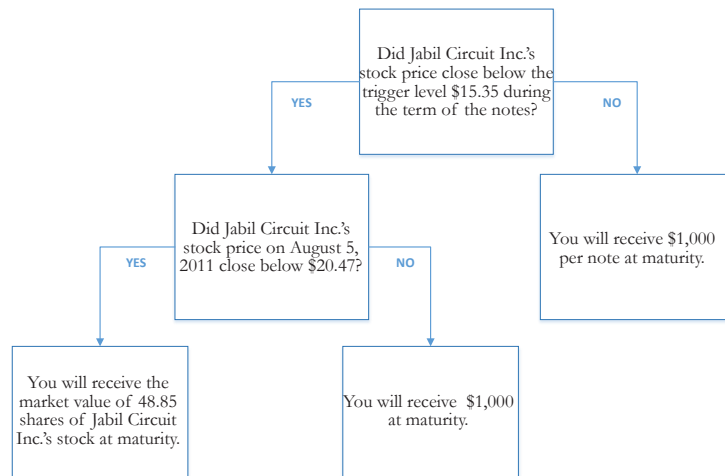 Did Jabil Circuit Inc.'s
stock price close below the
trigger level $15.35 during
the term of the notes?
YES
NO
Did Jabil Circuit Inc.'s
stock price on August 5,
2011 close below $20.47?
You will receive $1,000
per note at maturity.
YES
NO
You will receive the
market value of 48.85
shares of Jabil Circuit
Inc.'s stock at maturity.
You will receive $1,000
at maturity.